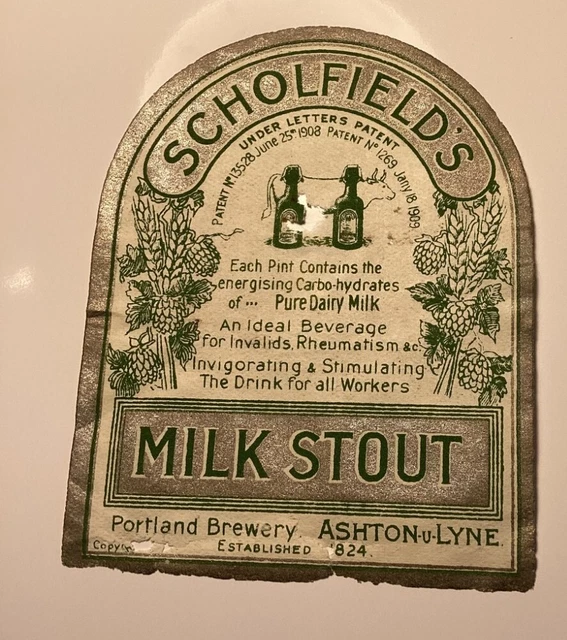 SCHOLFIELD'S
UNDER LETTERS PATENT
PATENT Nº 13528 June 25th 1908 PATENT Nº 1269 Jany 18 1909
Each Pint Contains the
energising Carbo-hydrates
of ... Pure Dairy Milk
An Ideal Beverage
for Invalids, Rheumatism &c.
Invigorating & Stimulating
The Drink for all Workers
MILK STOUT
Portland Brewery. ASHTON-U-LYNE.
ESTABLISHED 824.